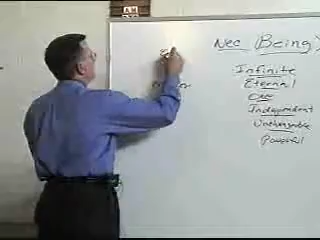 Nec (Being)
Infinite
Eternal
One
Independent
Unchangeable
Powerful